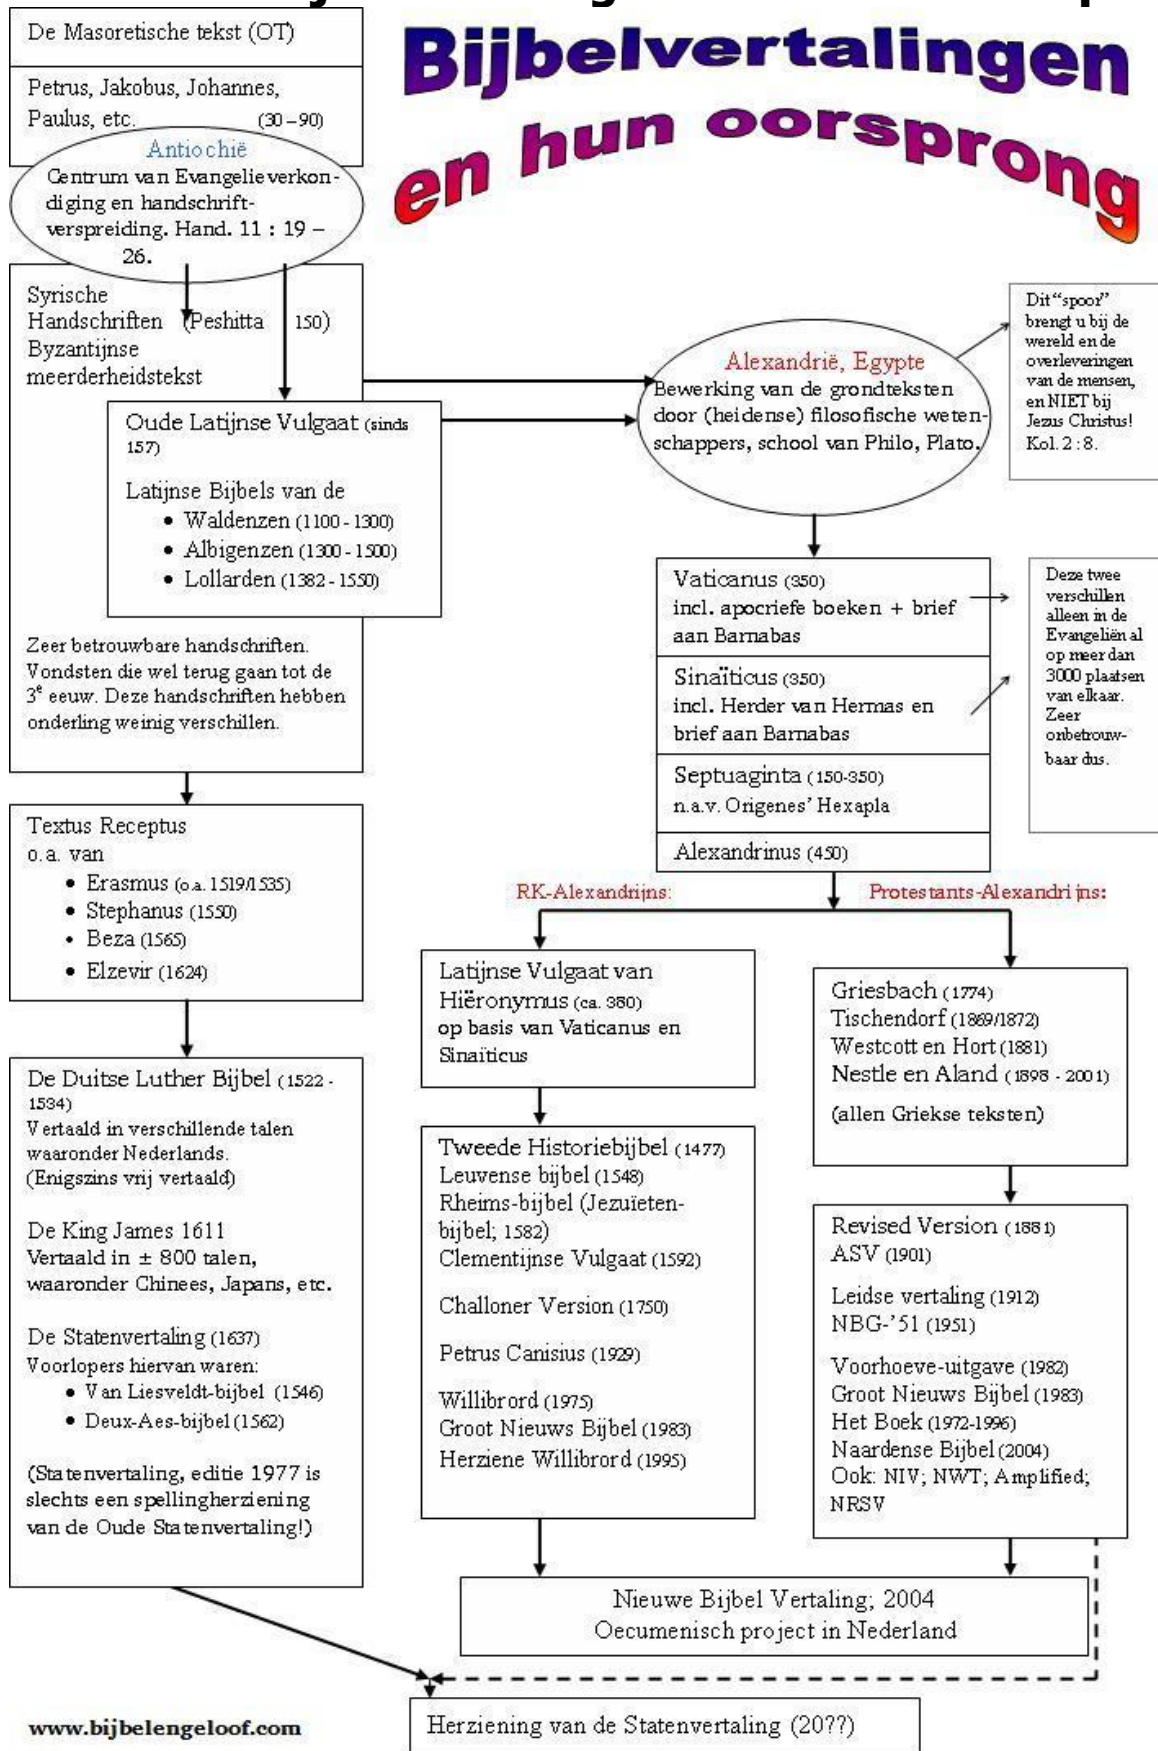 Bijbelvertalingen
en hun oorsprong
De Masoretische tekst (OT)
Petrus, Jakobus, Johannes,
Paulus, etc. (30 – 90)
Antiochië
Centrum van Evangelieverkon-
diging en handschrift-
verspreiding. Hand. 11 : 19 –
26.
Syrische
Handschriften (Peshitta 150)
Byzantijnse
meerderheidstekst
Oude Latijnse Vulgaat (sinds
157)
Latijnse Bijbels van de
• Waldenzen (1100 - 1300)
• Albigenzen (1300 - 1500)
• Lollarden (1382 - 1550)
Zeer betrouwbare handschriften.
Vondsten die wel terug gaan tot de
3e eeuw. Deze handschriften hebben
onderling weinig verschillen.
Textus Receptus
o.a. van
• Erasmus (o.a. 1519/1535)
• Stephanus (1550)
• Beza (1565)
• Elzevir (1624)
De Duitse Luther Bijbel (1522 -
1534)
Vertaald in verschillende talen
waaronder Nederlands.
(Enigszins vrij vertaald)
De King James 1611
Vertaald in ± 800 talen,
waaronder Chinees, Japans, etc.
De Statenvertaling (1637)
Voorlopers hiervan waren:
• Van Liesveldt-bijbel (1546)
• Deux-Aes-bijbel (1562)
(Statenvertaling, editie 1977 is
slechts een spellingherziening
van de Oude Statenvertaling!)
Alexandrië, Egypte
Bewerking van de grondteksten
door (heidense) filosofische weten-
schappers, school van Philo, Plato.
Dit “spoor”
brengt u bij de
wereld en de
overleveringen
van de mensen,
en NIET bij
Jezus Christus!
Kol. 2 : 8.
Vaticanus (350)
incl. apocriefe boeken + brief
aan Barnabas
Sinaïticus (350)
incl. Herder van Hermas en
brief aan Barnabas
Septuaginta (150-350)
n.a.v. Origenes’ Hexapla
Alexandrinus (450)
Deze twee
verschillen
alleen in de
Evangeliën al
op meer dan
3000 plaatsen
van elkaar.
Zeer
onbetrouw-
baar dus.
RK-Alexandrijns:
Protestants-Alexandrijns:
Latijnse Vulgaat van
Hiëronymus (ca. 380)
op basis van Vaticanus en
Sinaïticus
Tweede Historiebijbel (1477)
Leuvense bijbel (1548)
Rheims-bijbel (Jezuïeten-
bijbel; 1582)
Clementijnse Vulgaat (1592)
Challoner Version (1750)
Petrus Canisius (1929)
Willibrord (1975)
Groot Nieuws Bijbel (1983)
Herziene Willibrord (1995)
Griesbach (1774)
Tischendorf (1869/1872)
Westcott en Hort (1881)
Nestle en Aland (1898 - 2001)
(allen Griekse teksten)
Revised Version (1881)
ASV (1901)
Leidse vertaling (1912)
NBG-’51 (1951)
Voorhoeve-uitgave (1982)
Groot Nieuws Bijbel (1983)
Het Boek (1972-1996)
Naardense Bijbel (2004)
Ook: NIV; NWT; Amplified;
NRSV
Nieuwe Bijbel Vertaling; 2004
Oecumenisch project in Nederland
Herziening van de Statenvertaling (20??)
www.bijbelengeloof.com